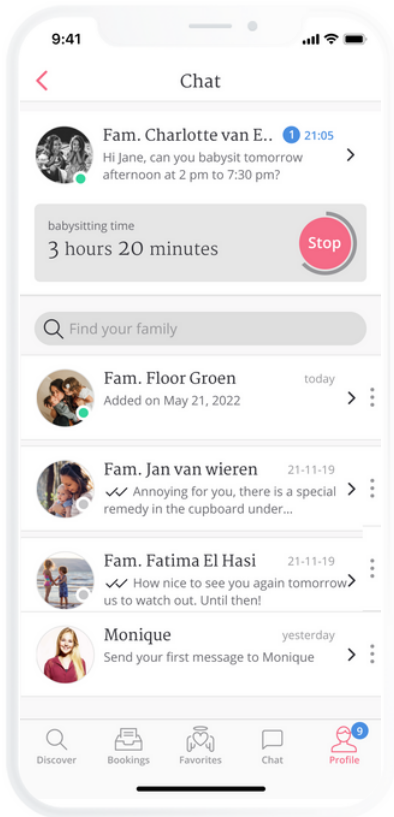 9:41
Chat
Fam. Charlotte van E.. 1 21:05
Hi Jane, can you babysit tomorrow
afternoon at 2 pm to 7:30 pm?
babysitting time
3 hours 20 minutes
Stop
Find your family
Fam. Floor Groen today
Added on May 21, 2022
Fam. Jan van wieren 21-11-19
Annoying for you, there is a special
remedy in the cupboard under...
Fam. Fatima El Hasi 21-11-19
How nice to see you again tomorrow
us to watch out. Until then!
Monique yesterday
Send your first message to Monique
9
Discover Bookings Favorites Chat Profile